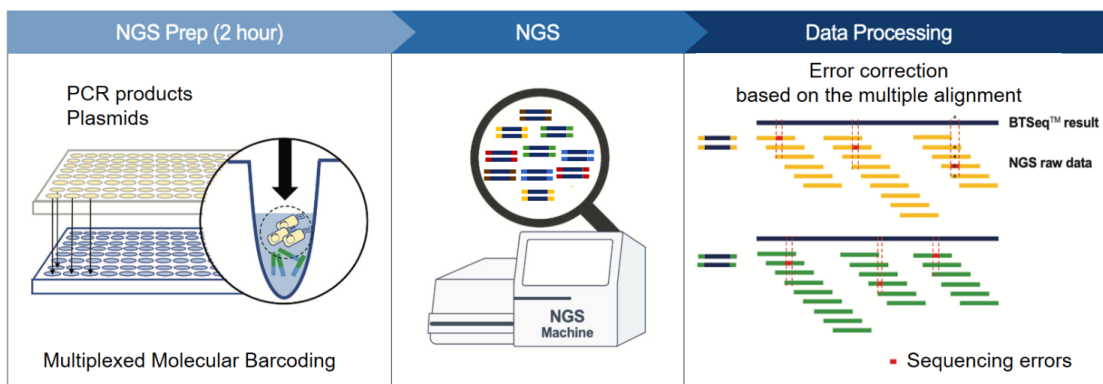 NGS Prep (2 hour)
NGS
Data Processing
PCR products
Plasmids
Multiplexed Molecular Barcoding
NGS
Machine
Error correction
based on the multiple alignment
BTSeq™ result
NGS raw data
Sequencing errors